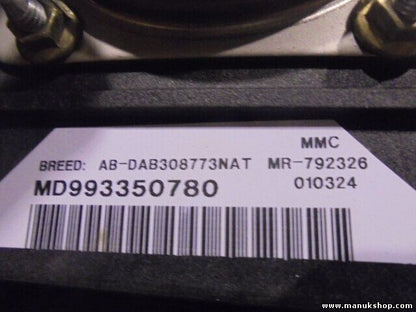 MMC
BREED: AB-DAB308773NAT MR-792326
MD993350780 010324
www.manukshop.com